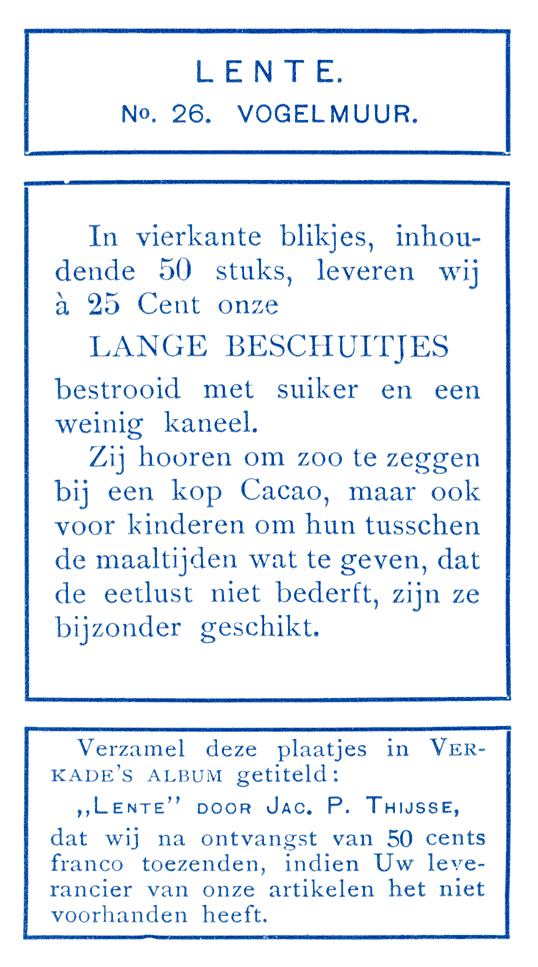 LENTE.
No. 26. VOGELMUUR.
In vierkante blikjes, inhou-
dende 50 stuks, leveren wij
à 25 Cent onze
LANGE BESCHUITJES
bestrooid met suiker en een
weinig kaneel.
Zij hooren om zoo te zeggen
bij een kop Cacao, maar ook
voor kinderen om hun tusschen
de maaltijden wat te geven, dat
de eetlust niet bederft, zijn ze
bijzonder geschikt.
Verzamel deze plaatjes in VER-
KADE'S ALBUM getiteld:
„LENTE” DOOR JAC. P. THIJSSE,
dat wij na ontvangst van 50 cents
franco toezenden, indien Uw leve-
rancier van onze artikelen het niet
voorhanden heeft.